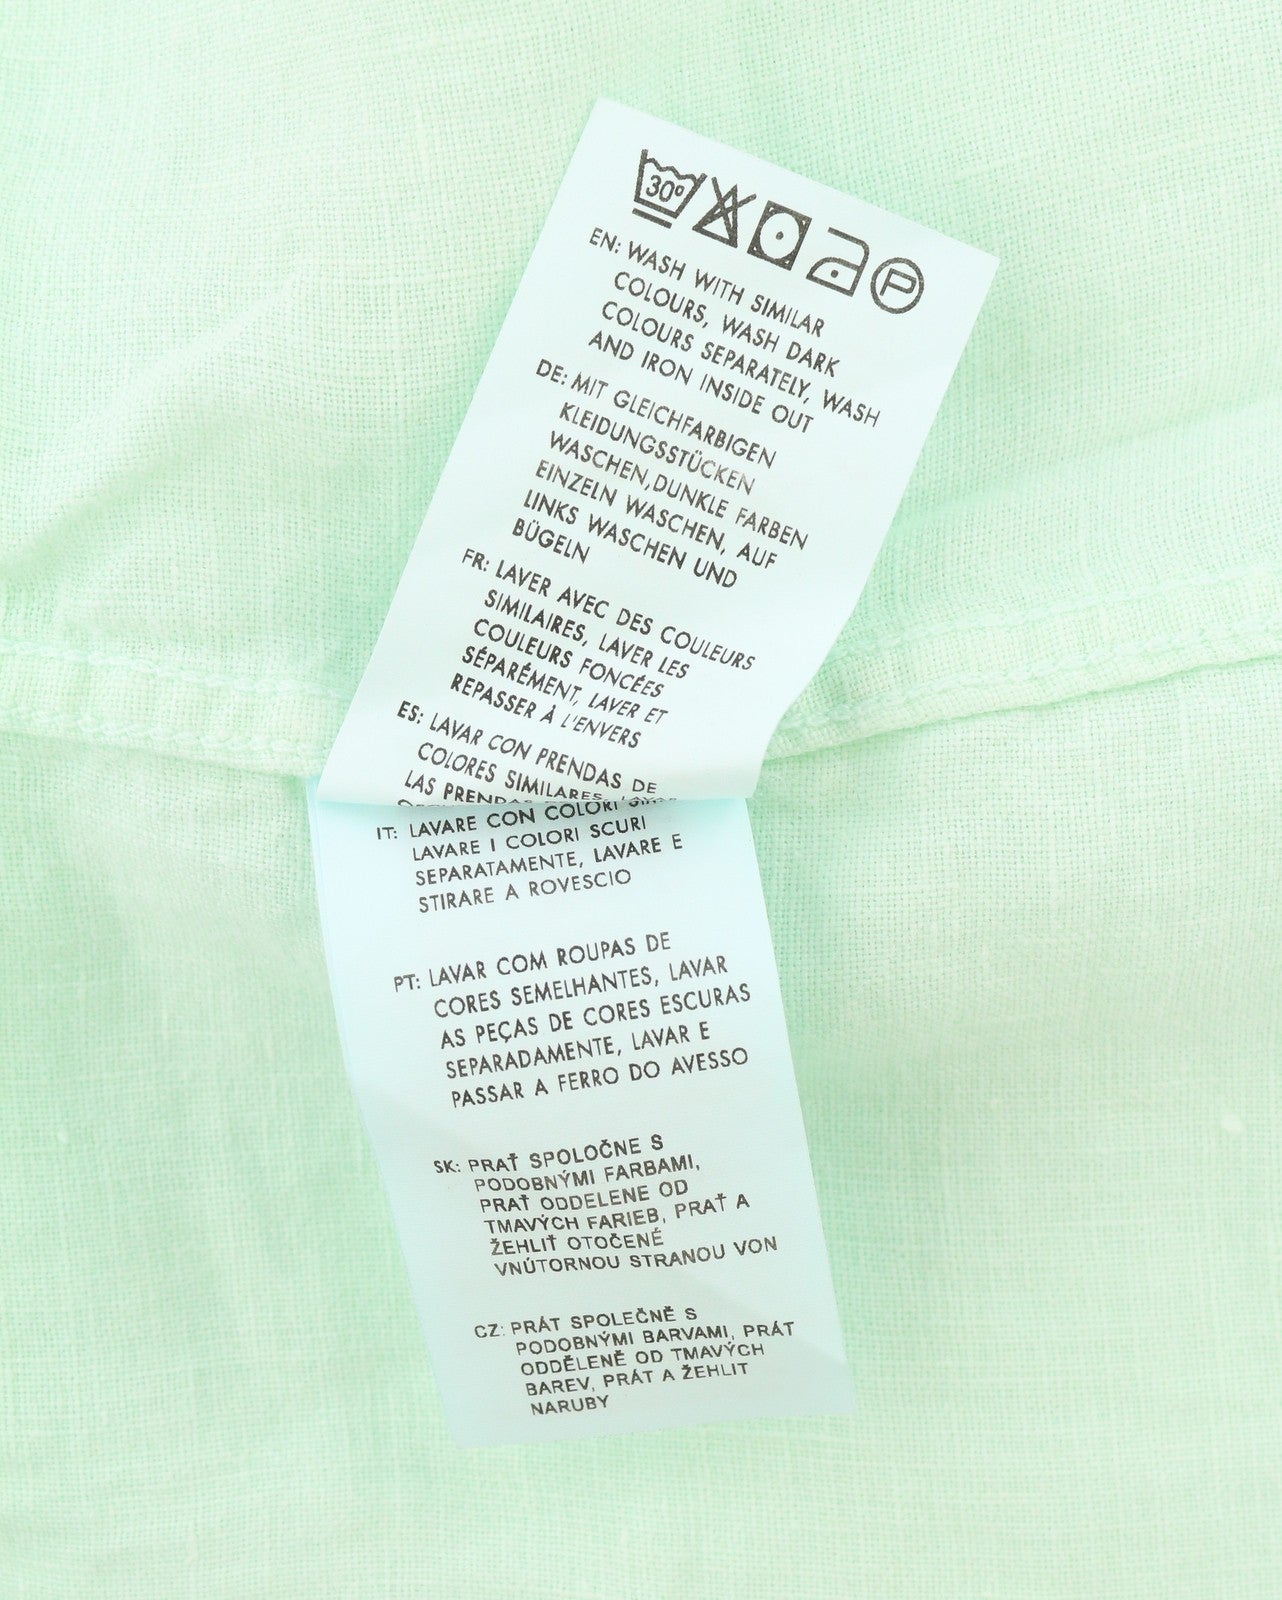 30°
P
EN: WASH WITH SIMILAR
COLOURS, WASH DARK
COLOURS SEPARATELY, WASH
AND IRON INSIDE OUT
DE: MIT GLEICHFARBIGEN
KLEIDUNGSSTÜCKEN
WASCHEN,DUNKLE FARBEN
EINZELN WASCHEN, AUF
LINKS WASCHEN UND
BÜGELN
FR: LAVER AVEC DES COULEURS
SIMILAIRES, LAVER LES
COULEURS FONCÉES
SÉPARÉMENT, LAVER ET
REPASSER À L'ENVERS
ES: LAVAR CON PRENDAS DE
COLORES SIMILARES,
LAS
IT: LAVARE CON COLORI
LAVARE I COLORI SCURI
SEPARATAMENTE, LAVARE E
STIRARE A ROVESCIO
PT: LAVAR COM ROUPAS DE
CORES SEMELHANTES, LAVAR
AS PEÇAS DE CORES ESCURAS
SEPARADAMENTE, LAVAR E
PASSAR A FERRO DO AVESSO
SK: PRAŤ SPOLOČNE S
PODOBNÝMI FARBAMI,
PRAŤ ODDELENE OD
TMAVÝCH FARIEB, PRAŤ A
ŽEHLIŤ OTOČENÉ
VNÚTORNOU STRANOU VON
CZ: PRÁT SPOLEČNĚ S
PODOBNÝMI BARVAMI, PRÁT
ODDĚLENĚ OD TMAVÝCH
BAREV, PRÁT A ŽEHLIT
NARUBY